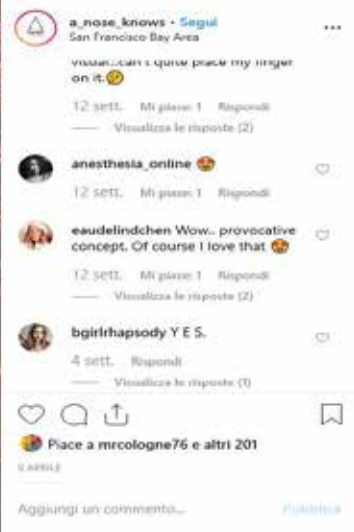 a_nose_knows • Segui
San Francisco Bay Area
visual...can't quite place my finger
on it.🤔
12 sett. Mi piace: 1 Rispondi
Visualizza le risposte (2)
anesthesia_online 😍
12 sett. Mi piace: 1 Rispondi
eaudelindchen Wow.. provocative
concept. Of course I love that 😍
12 sett. Mi piace: 1 Rispondi
Visualizza le risposte (2)
bgirlrhapsody Y E S.
4 sett. Rispondi
Visualizza le risposte (1)
Piace a mrcologne76 e altri 201
8 APRILE
Aggiungi un commento... Pubblica